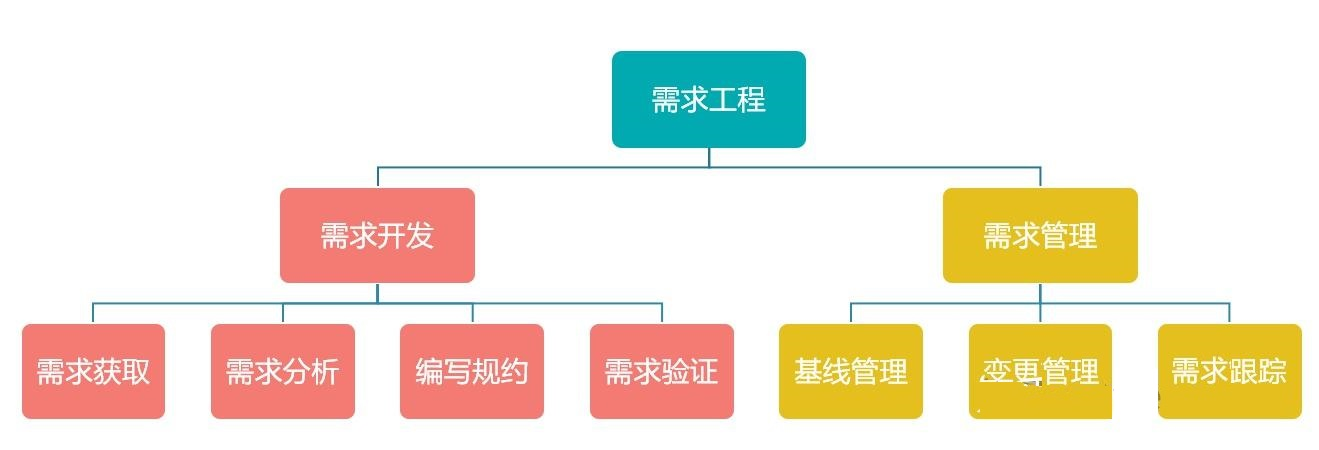 需求工程
需求开发
需求管理
需求获取
需求分析
编写规约
需求验证
基线管理
变更管理
需求跟踪